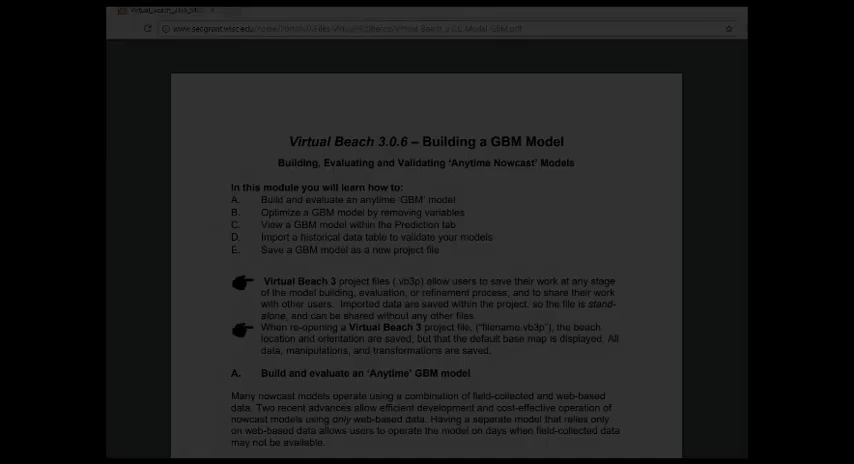 www.seagrant.wisc.edu
Virtual Beach 3.0.6 – Building a GBM Model
Building, Evaluating and Validating ‘Anytime Nowcast’ Models
In this module you will learn how to:
A. Build and evaluate an anytime ‘GBM’ model
B. Optimize a GBM model by removing variables
C. View a GBM model within the Prediction tab
D. Import a historical data table to validate your models
E. Save a GBM model as a new project file
Virtual Beach 3 project files (.vb3p) allow users to save their work at any stage
of the model building, evaluation, or refinement process, and to share their work
with other users. Imported data are saved within the project, so the file is stand-
alone, and can be shared without any other files.
When re-opening a Virtual Beach 3 project file, (“filename.vb3p”), the beach
location and orientation are saved, but that the default base map is displayed. All
data, manipulations, and transformations are saved.
A. Build and evaluate an ‘Anytime’ GBM model
Many nowcast models operate using a combination of field-collected and web-based
data. Two recent advances allow efficient development and cost-effective operation of
nowcast models using only web-based data. Having a separate model that relies only
on web-based data allows users to operate the model on days when field-collected data
may not be available.